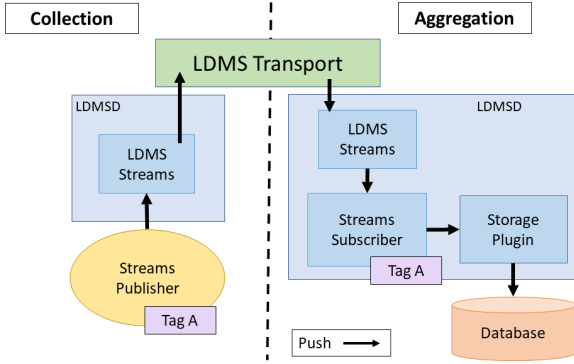 Collection
Aggregation
LDMS Transport
LDMSD
LDMS
Streams
Streams
Publisher
Tag A
LDMSD
LDMS
Streams
Streams
Subscriber
Tag A
Storage
Plugin
Database
Push